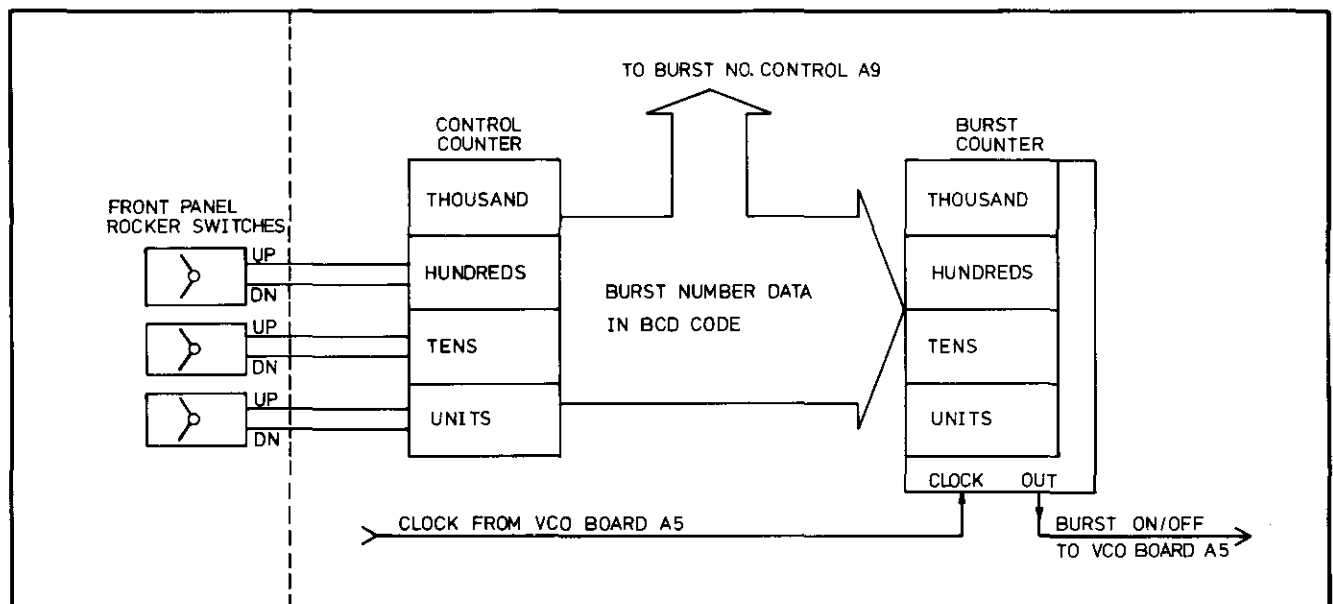 TO BURST NO. CONTROL A9
CONTROL
COUNTER
BURST
COUNTER
FRONT PANEL
ROCKER SWITCHES
UP
DN
UP
DN
UP
DN
THOUSAND
HUNDREDS
TENS
UNITS
BURST NUMBER DATA
IN BCD CODE
THOUSAND
HUNDREDS
TENS
UNITS
CLOCK OUT
CLOCK FROM VCO BOARD A5
BURST ON/OFF
TO VCO BOARD A5